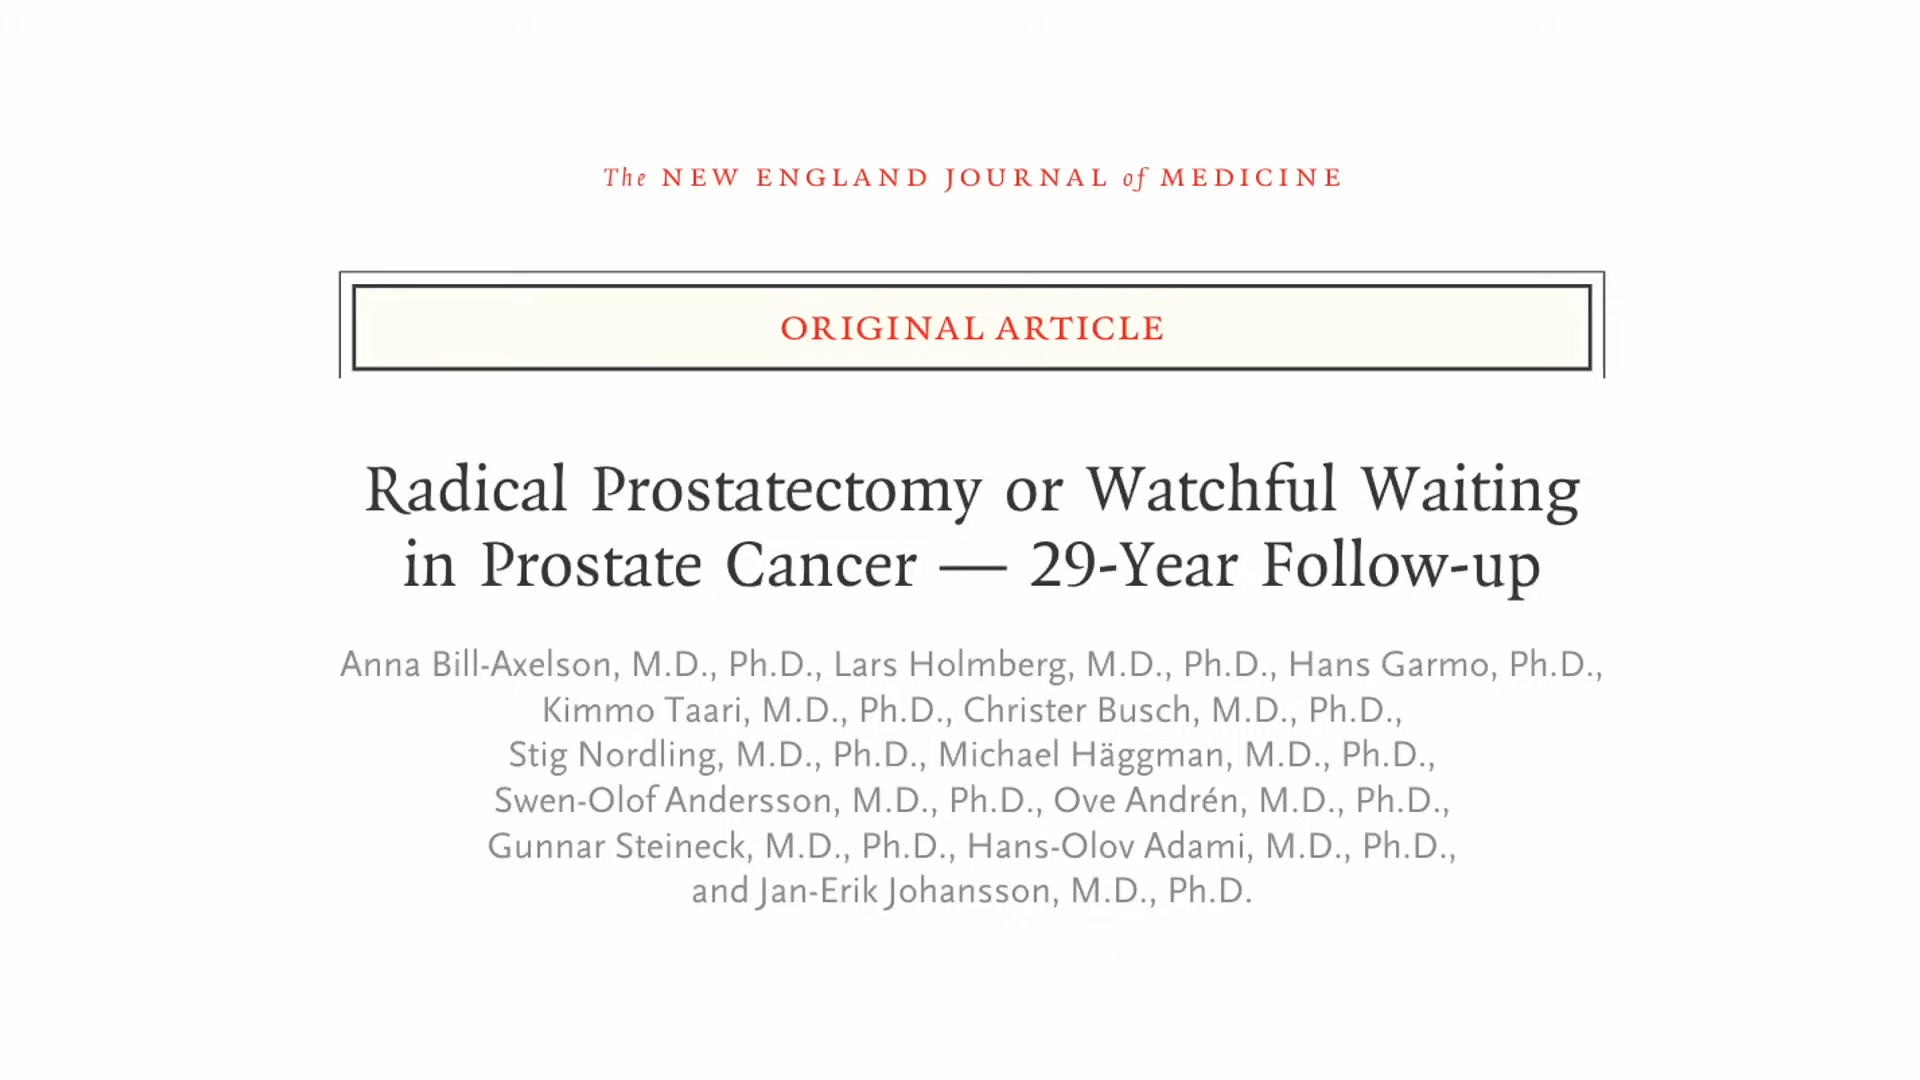 The NEW ENGLAND JOURNAL of MEDICINE
ORIGINAL ARTICLE
Radical Prostatectomy or Watchful Waiting
in Prostate Cancer — 29-Year Follow-up
Anna Bill-Axelson, M.D., Ph.D., Lars Holmberg, M.D., Ph.D., Hans Garmo, Ph.D.,
Kimmo Taari, M.D., Ph.D., Christer Busch, M.D., Ph.D.,
Stig Nordling, M.D., Ph.D., Michael Häggman, M.D., Ph.D.,
Swen-Olof Andersson, M.D., Ph.D., Ove Andrén, M.D., Ph.D.,
Gunnar Steineck, M.D., Ph.D., Hans-Olov Adami, M.D., Ph.D.,
and Jan-Erik Johansson, M.D., Ph.D.